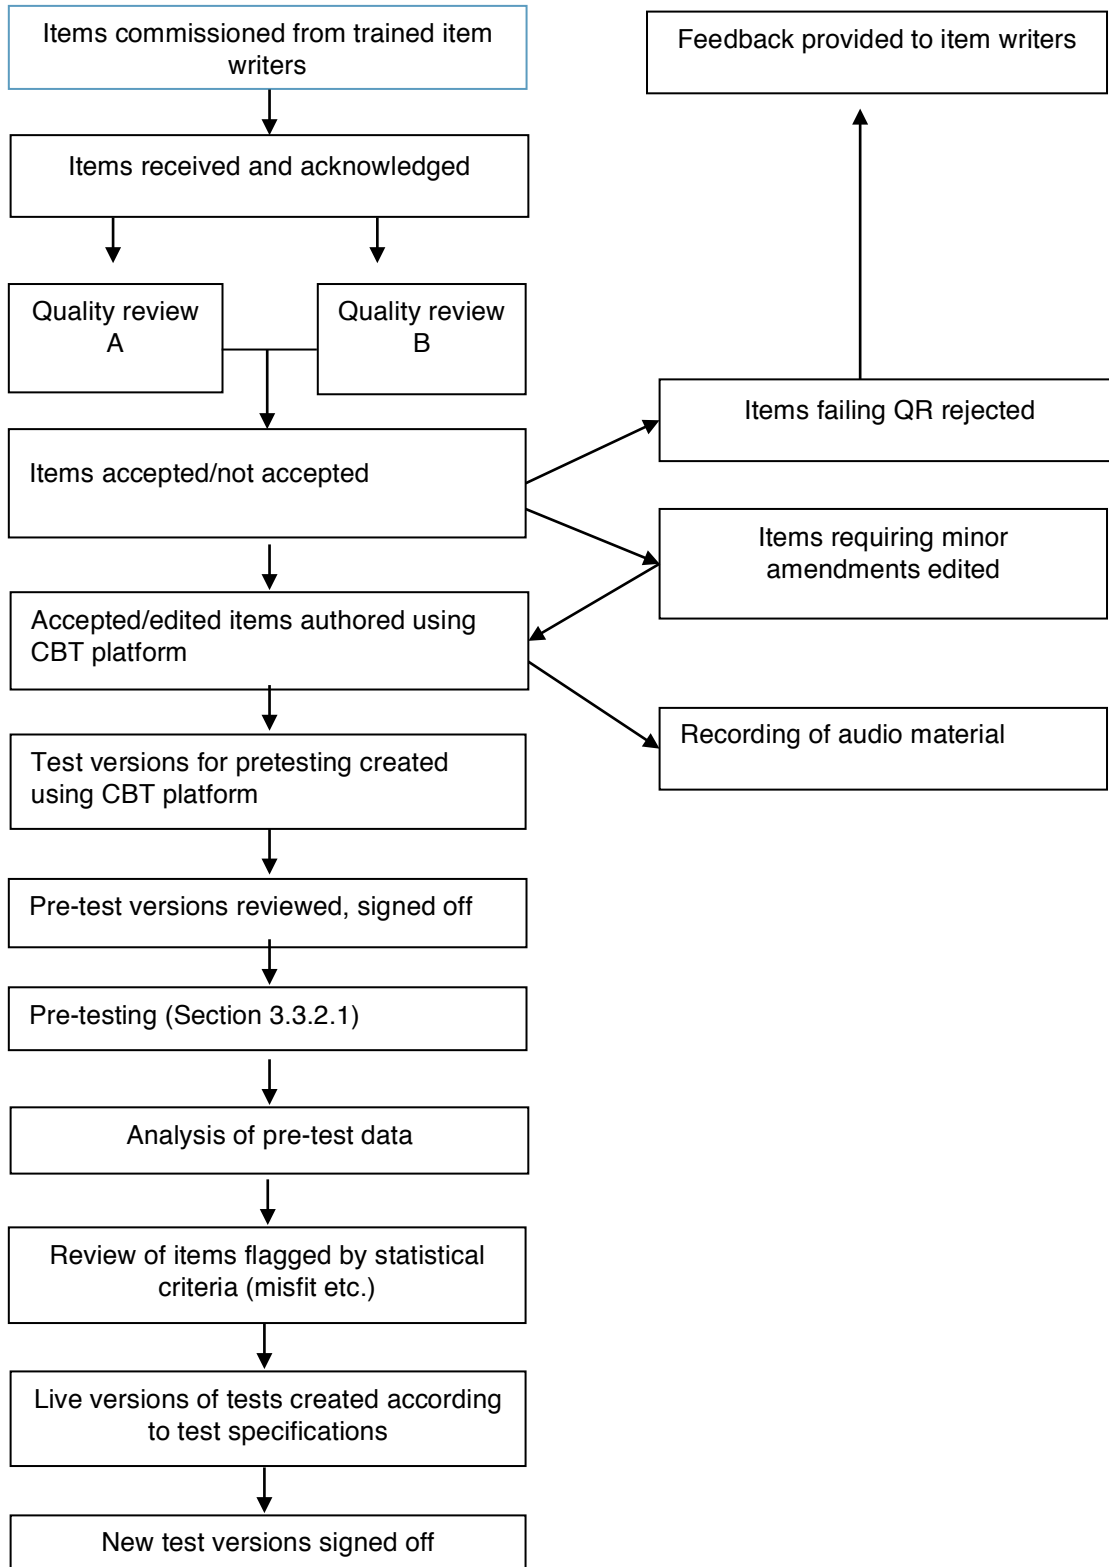 Items commissioned from trained item
writers
Feedback provided to item writers
Items received and acknowledged
Quality review
A
Quality review
B
Items failing QR rejected
Items accepted/not accepted
Items requiring minor
amendments edited
Accepted/edited items authored using
CBT platform
Recording of audio material
Test versions for pretesting created
using CBT platform
Pre-test versions reviewed, signed off
Pre-testing (Section 3.3.2.1)
Analysis of pre-test data
Review of items flagged by statistical
criteria (misfit etc.)
Live versions of tests created according
to test specifications
New test versions signed off